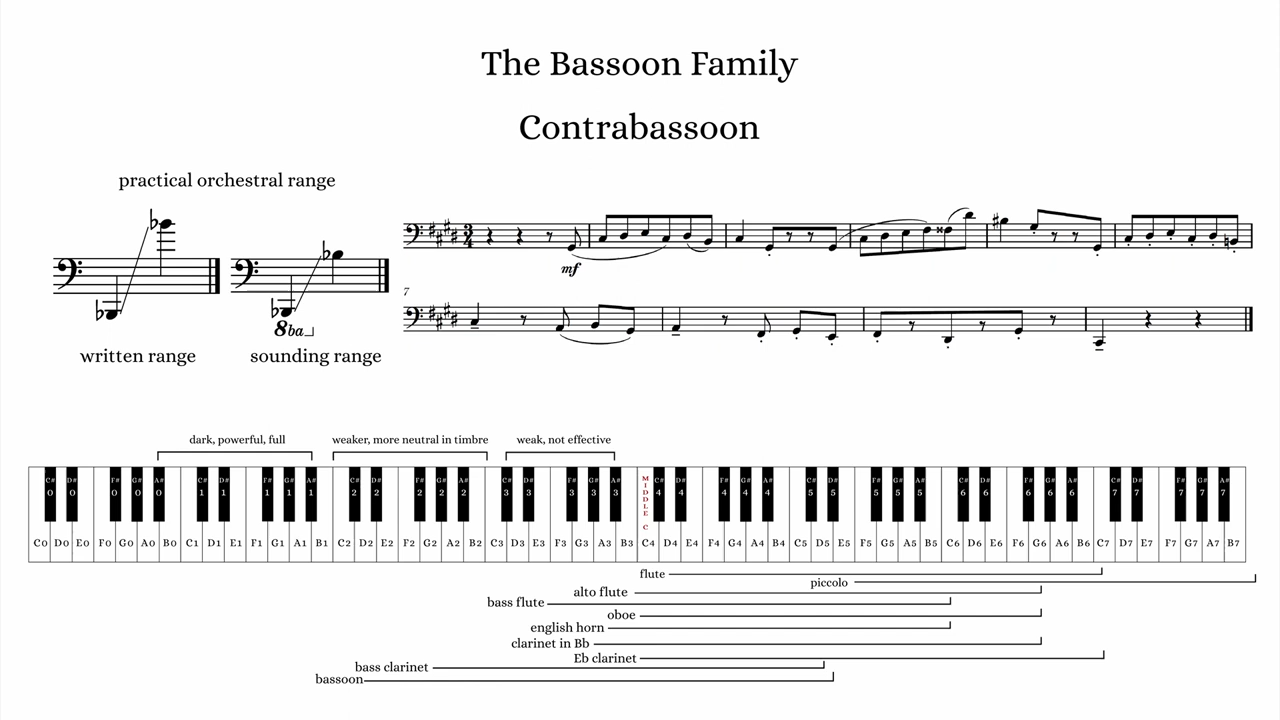 The Bassoon Family
Contrabassoon
practical orchestral range
mf
8ba
7
written range
sounding range
dark, powerful, full
weaker, more neutral in timbre
weak, not effective
C# 0 D# 0 F# 0 G# 0 A# 0 C# 1 D# 1 F# 1 G# 1 A# 1 C# 2 D# 2 F# 2 G# 2 A# 2 C# 3 D# 3 F# 3 G# 3 A# 3 MIDDLE C C# 4 D# 4 F# 4 G# 4 A# 4 C# 5 D# 5 F# 5 G# 5 A# 5 C# 6 D# 6 F# 6 G# 6 A# 6 C# 7 D# 7 F# 7 G# 7 A# 7
C0 D0 E0 F0 G0 A0 B0 C1 D1 E1 F1 G1 A1 B1 C2 D2 E2 F2 G2 A2 B2 C3 D3 E3 F3 G3 A3 B3 C4 D4 E4 F4 G4 A4 B4 C5 D5 E5 F5 G5 A5 B5 C6 D6 E6 F6 G6 A6 B6 C7 D7 E7 F7 G7 A7 B7
flute
piccolo
alto flute
bass flute
oboe
english horn
clarinet in Bb
Eb clarinet
bass clarinet
bassoon